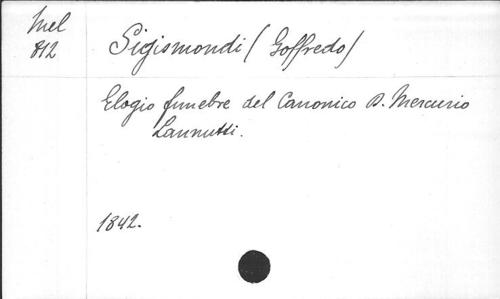 Mel
812
Sigismondi (Goffredo)
Elogio funebre del Canonico D. Mercurio
Lannutti.
1842.